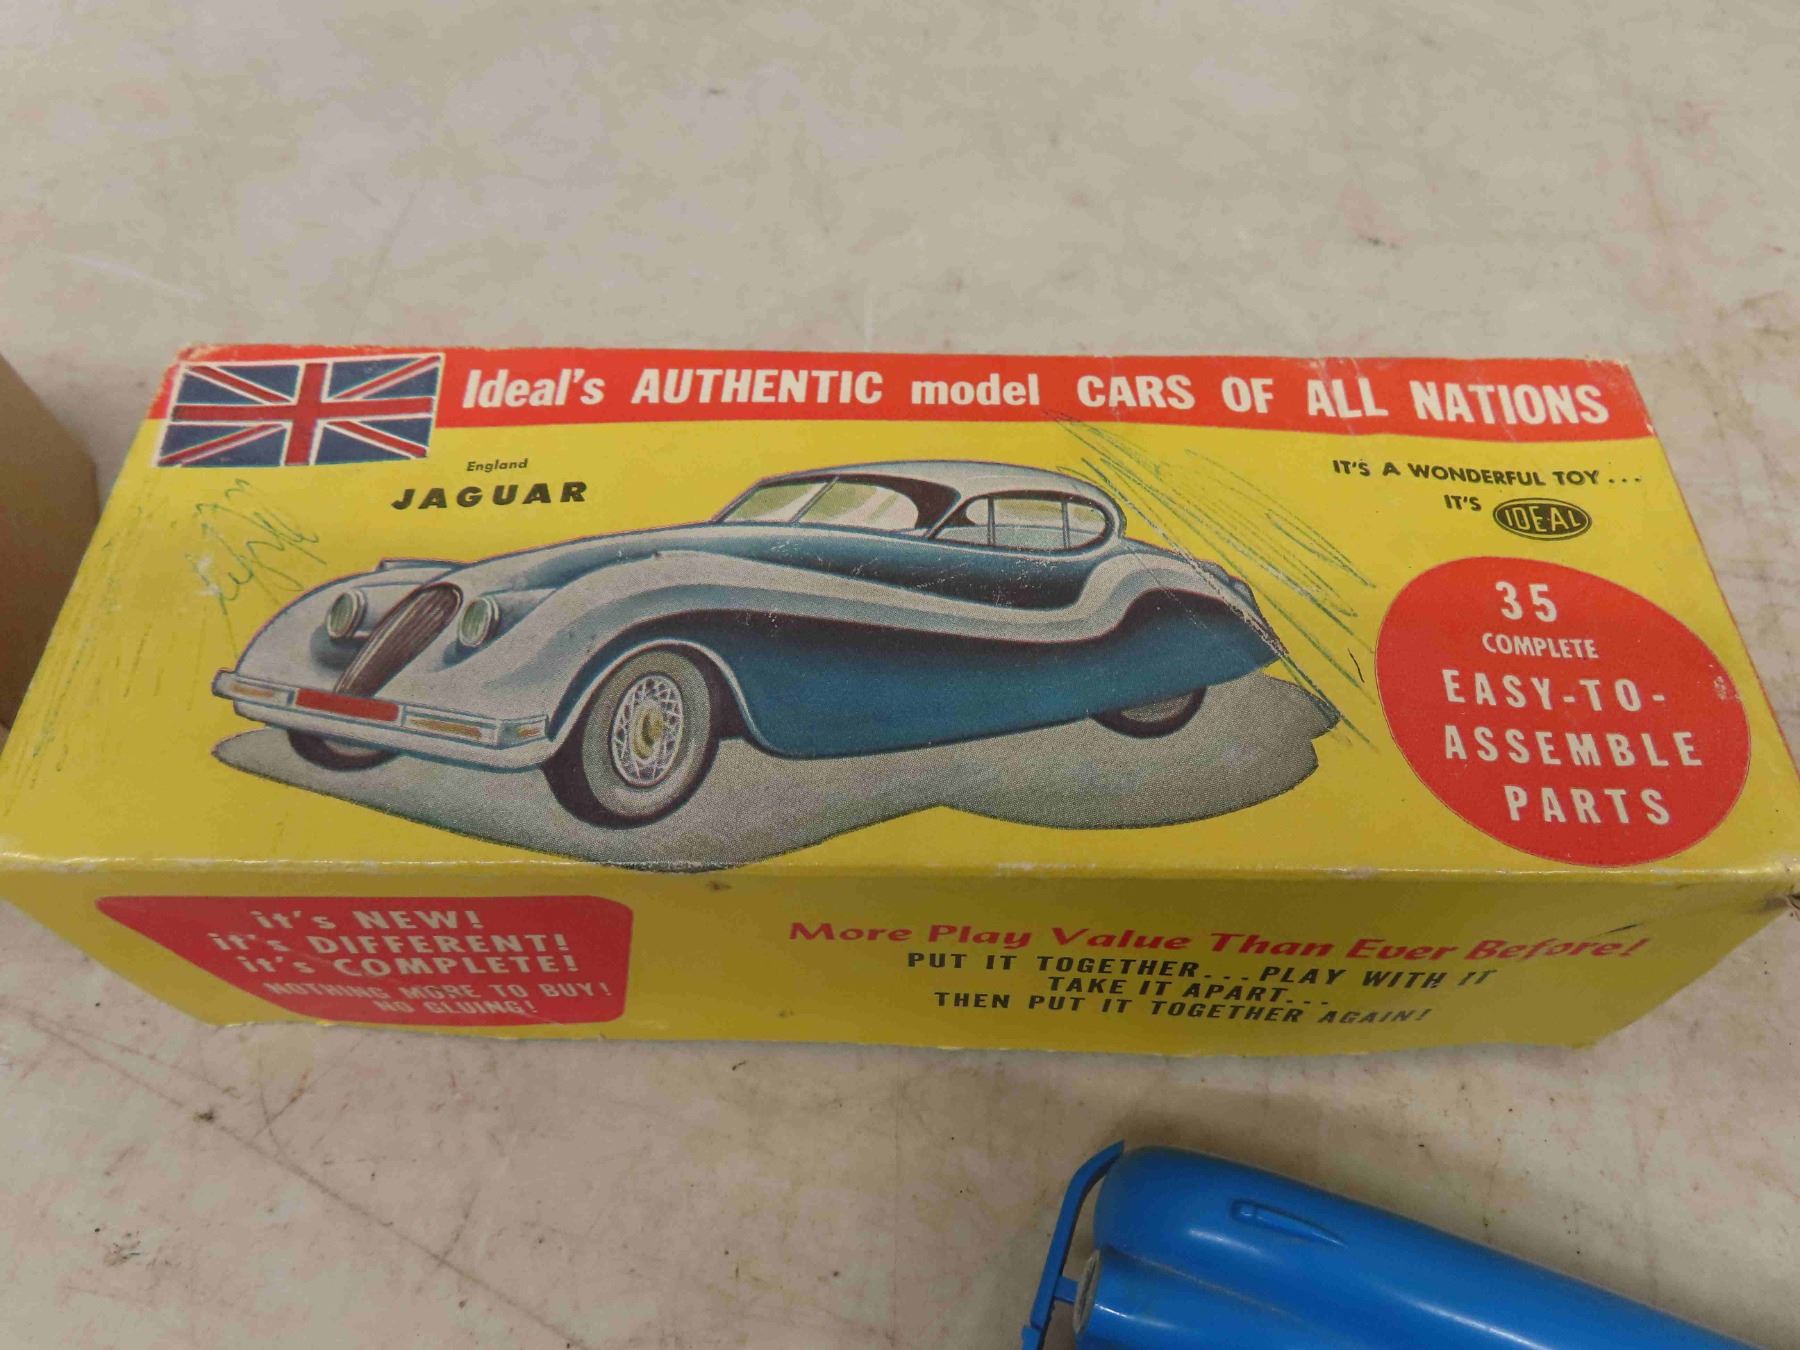 Ideal's AUTHENTIC model CARS OF ALL NATIONS
England
JAGUAR
IT'S A WONDERFUL TOY...
IT'S IDEAL
35
COMPLETE
EASY-TO-
ASSEMBLE
PARTS
it's NEW!
it's DIFFERENT!
it's COMPLETE!
NOTHING MORE TO BUY!
NO GLUING!
More Play Value Than Ever Before!
PUT IT TOGETHER...PLAY WITH IT
TAKE IT APART...
THEN PUT IT TOGETHER AGAIN!